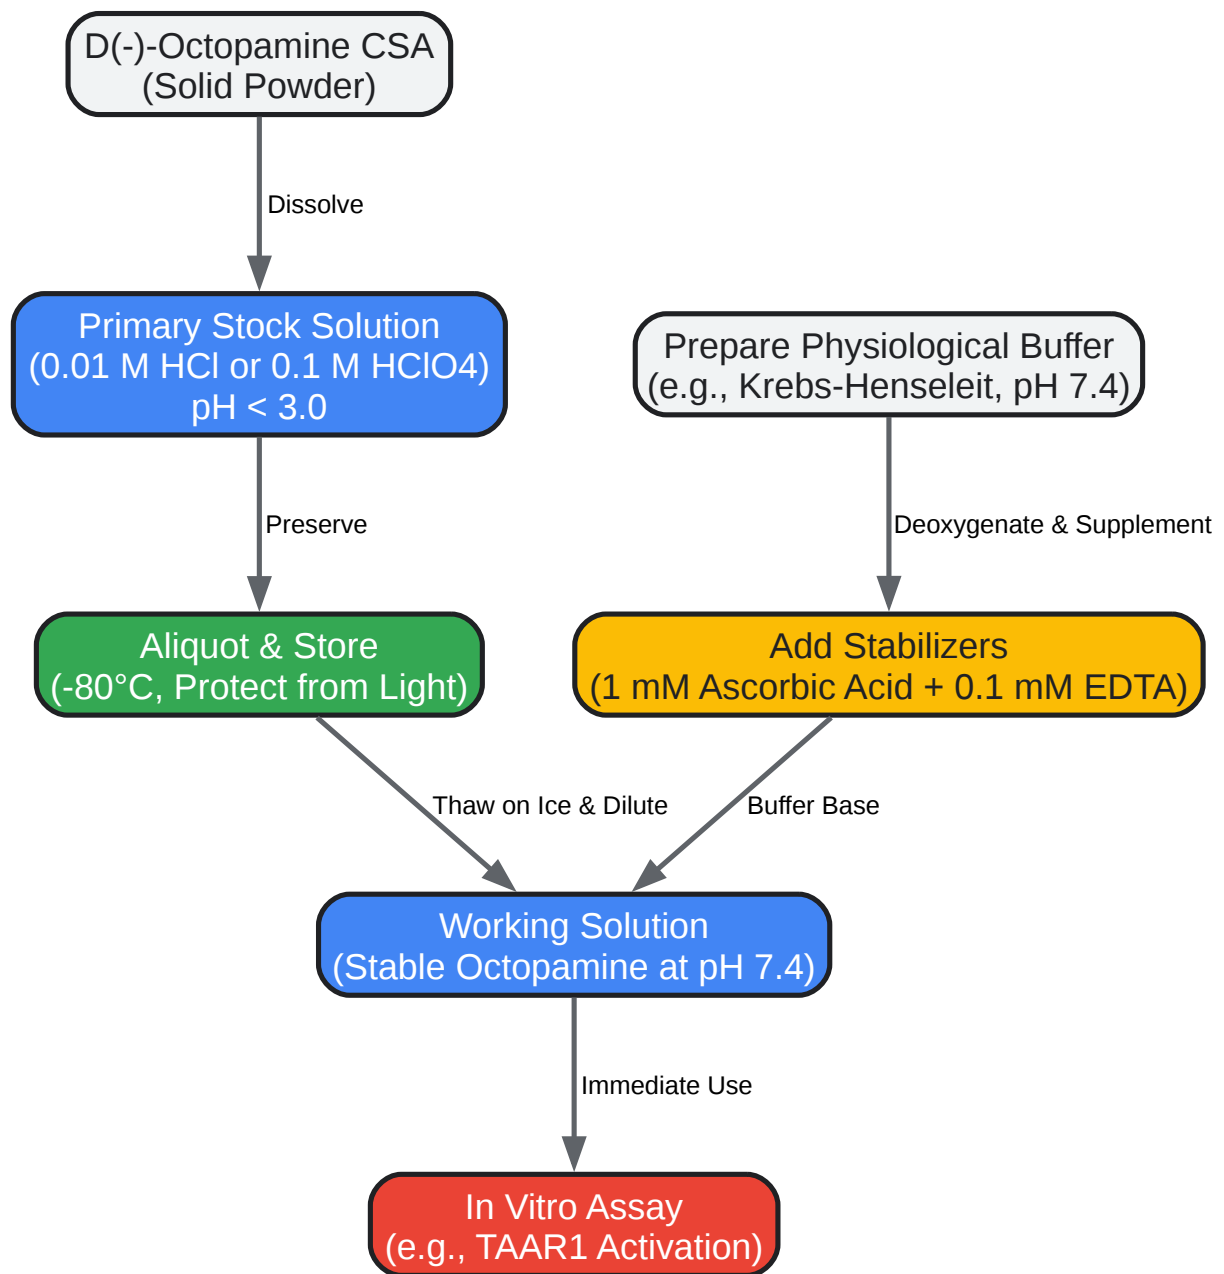 D(-)-Octopamine CSA
(Solid Powder)
Dissolve
Primary Stock Solution
(0.01 M HCl or 0.1 M HClO4)
pH < 3.0
Prepare Physiological Buffer
(e.g., Krebs-Henseleit, pH 7.4)
Preserve
Deoxygenate & Supplement
Aliquot & Store
(-80°C, Protect from Light)
Add Stabilizers
(1 mM Ascorbic Acid + 0.1 mM EDTA)
Thaw on Ice & Dilute
Buffer Base
Working Solution
(Stable Octopamine at pH 7.4)
Immediate Use
In Vitro Assay
(e.g., TAAR1 Activation)